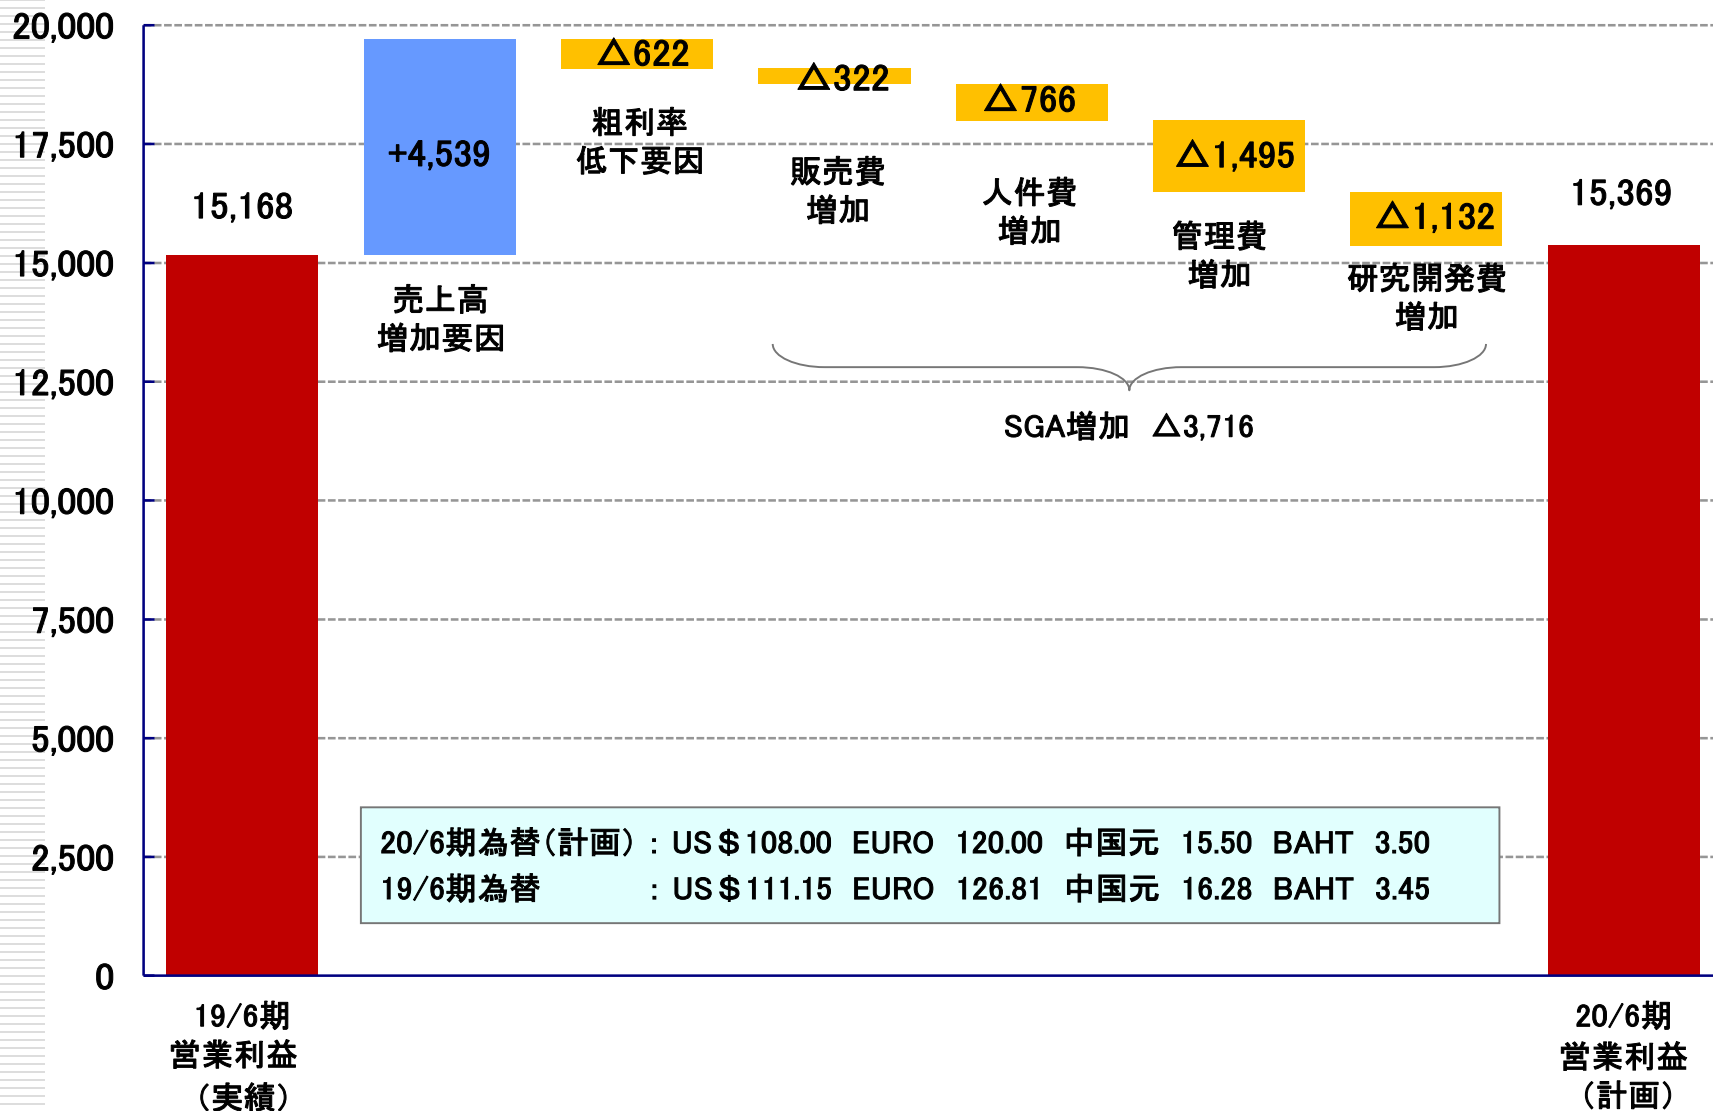 20,000
17,500
15,000
12,500
10,000
7,500
5,000
2,500
0
15,168
+4,539
売上高
増加要因
△622
粗利率
低下要因
△322
販売費
増加
△766
人件費
増加
△1,495
管理費
増加
△1,132
研究開発費
増加
15,369
SGA増加 △3,716
20/6期為替(計画) : US$108.00 EURO 120.00 中国元 15.50 BAHT 3.50
19/6期為替 : US$111.15 EURO 126.81 中国元 16.28 BAHT 3.45
19/6期
営業利益
(実績)
20/6期
営業利益
(計画)